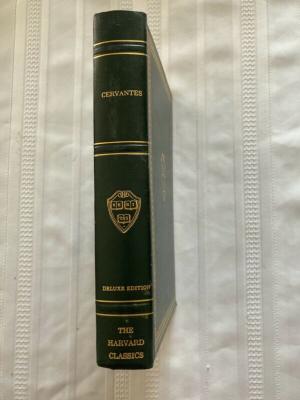 CERVANTES
DELUXE EDITION
THE
HARVARD
CLASSICS